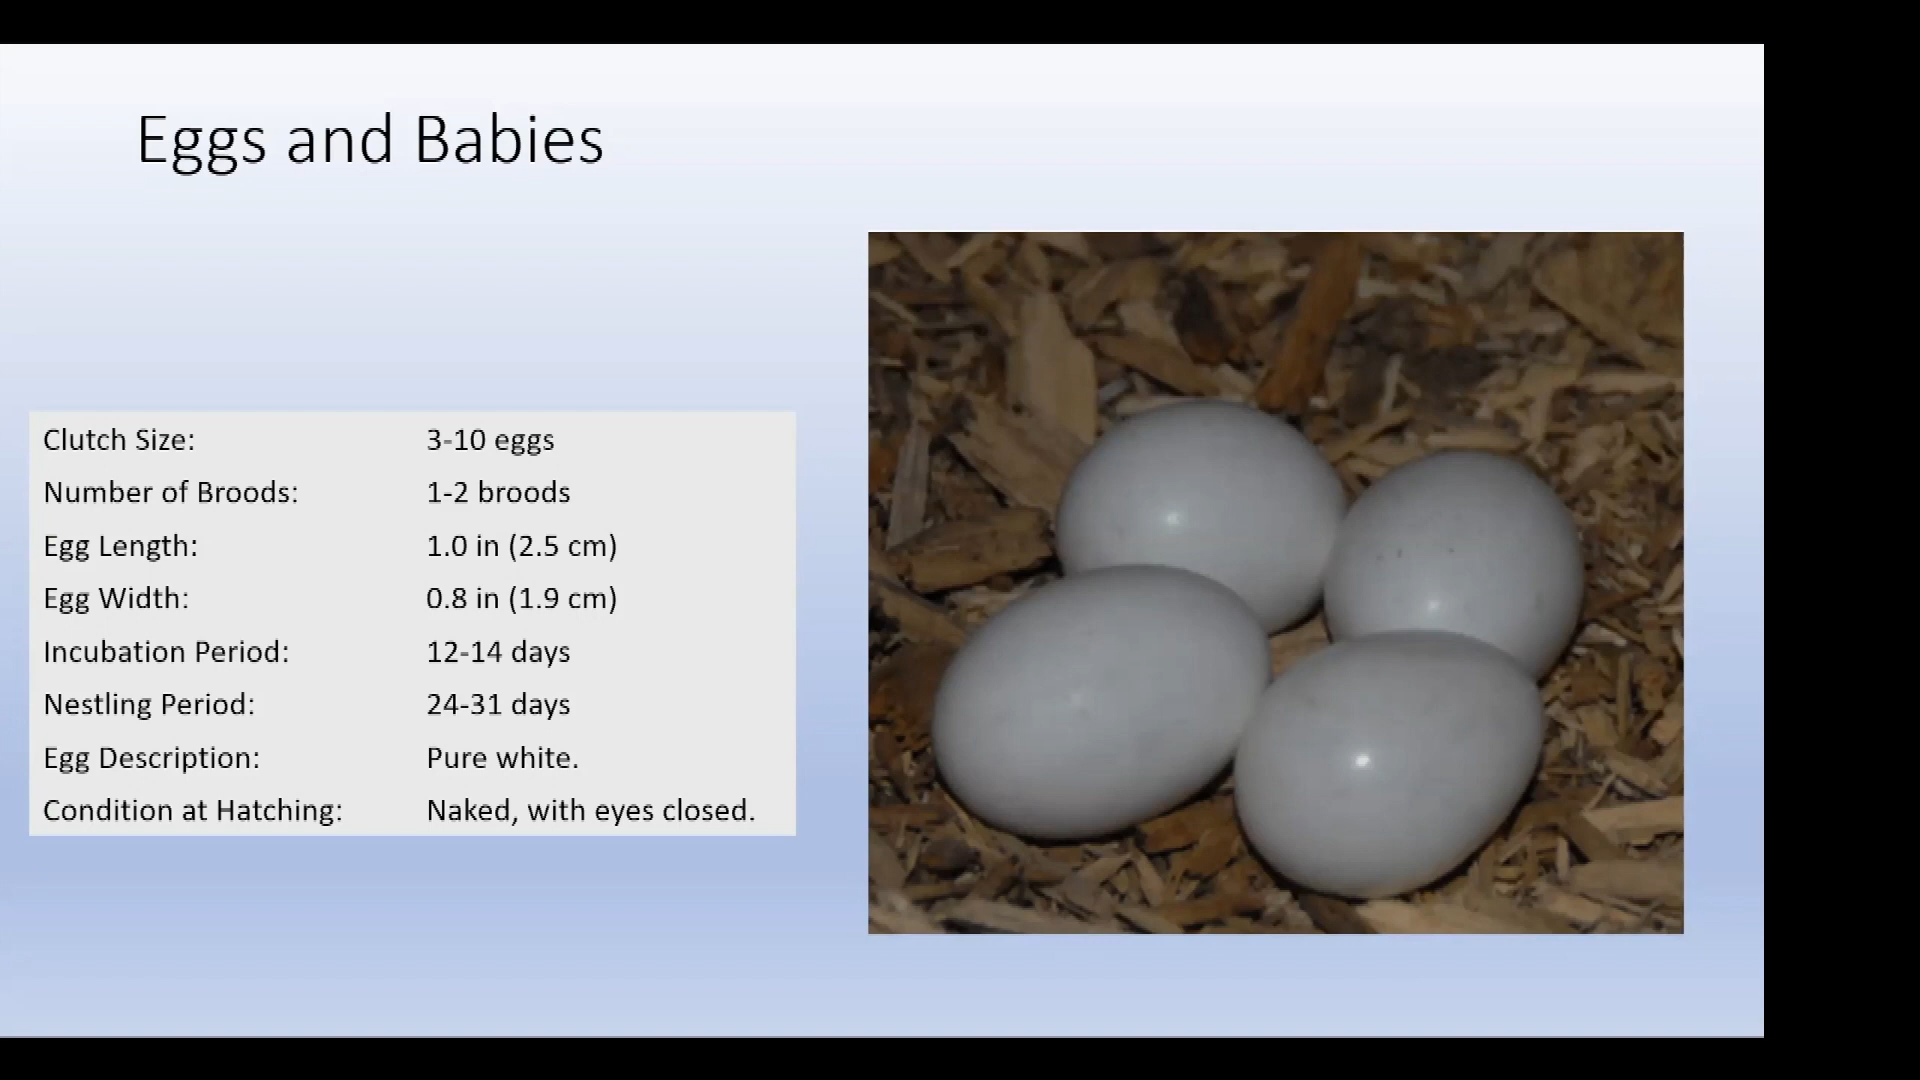 Eggs and Babies
Clutch Size: 3-10 eggs
Number of Broods: 1-2 broods
Egg Length: 1.0 in (2.5 cm)
Egg Width: 0.8 in (1.9 cm)
Incubation Period: 12-14 days
Nestling Period: 24-31 days
Egg Description: Pure white.
Condition at Hatching: Naked, with eyes closed.